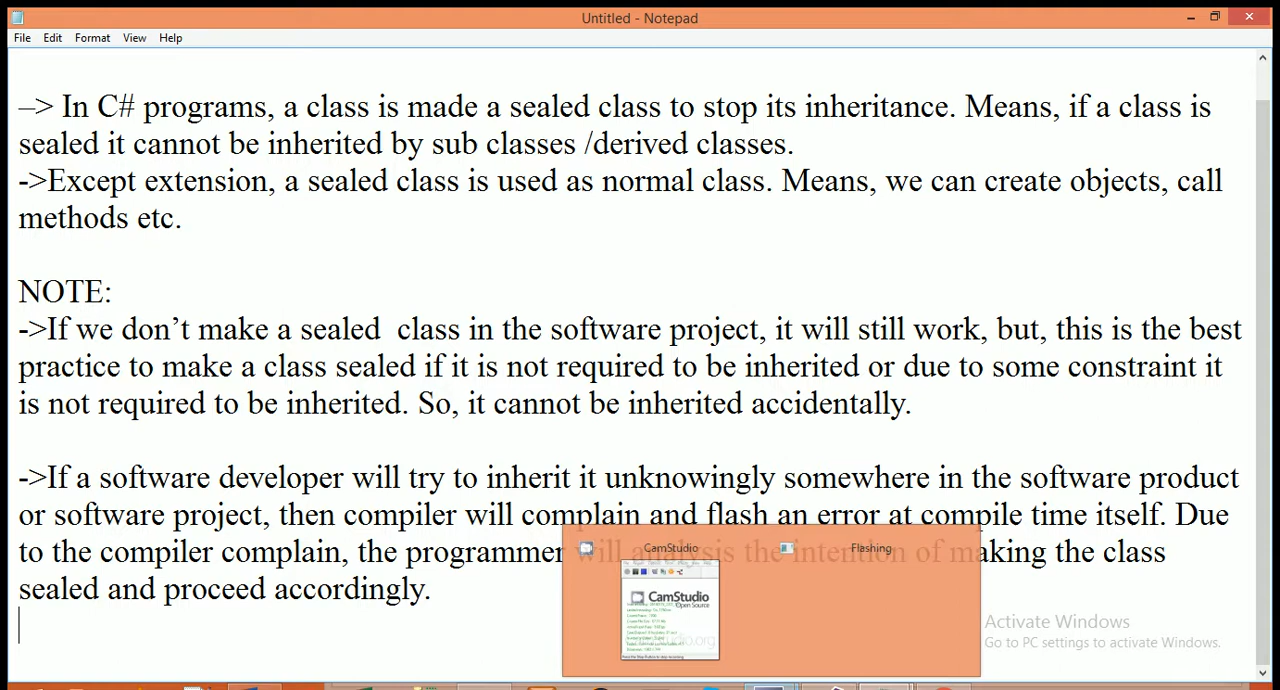 Untitled - Notepad
File Edit Format View Help
–> In C# programs, a class is made a sealed class to stop its inheritance. Means, if a class is
sealed it cannot be inherited by sub classes /derived classes.
->Except extension, a sealed class is used as normal class. Means, we can create objects, call
methods etc.
NOTE:
->If we don’t make a sealed  class in the software project, it will still work, but, this is the best
practice to make a class sealed if it is not required to be inherited or due to some constraint it
is not required to be inherited. So, it cannot be inherited accidentally.
->If a software developer will try to inherit it unknowingly somewhere in the software product
or software project, then compiler will complain and flash an error at compile time itself. Due
to the compiler complain, the programmer will analysis the intention of making the class
sealed and proceed accordingly.
CamStudio Flashing
CamStudio
Open Source
Activate Windows
Go to PC settings to activate Windows.